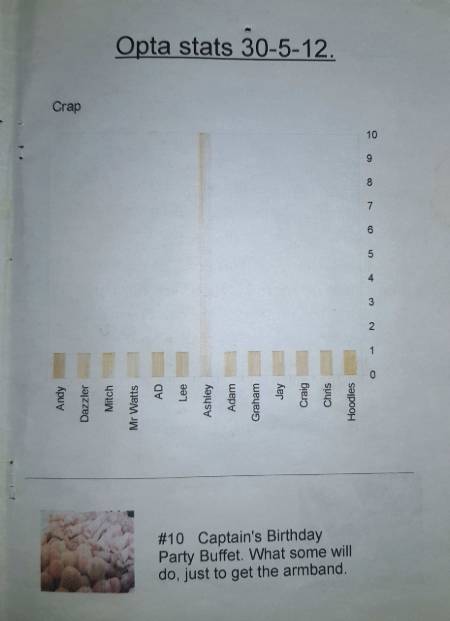 Opta stats 30-5-12.
Crap
10
9
8
7
6
5
4
3
2
1
0
Andy
Dazzler
Mitch
Mr Watts
AD
Lee
Ashley
Adam
Graham
Jay
Craig
Chris
Hoodles
#10 Captain's Birthday
Party Buffet. What some will
do, just to get the armband.